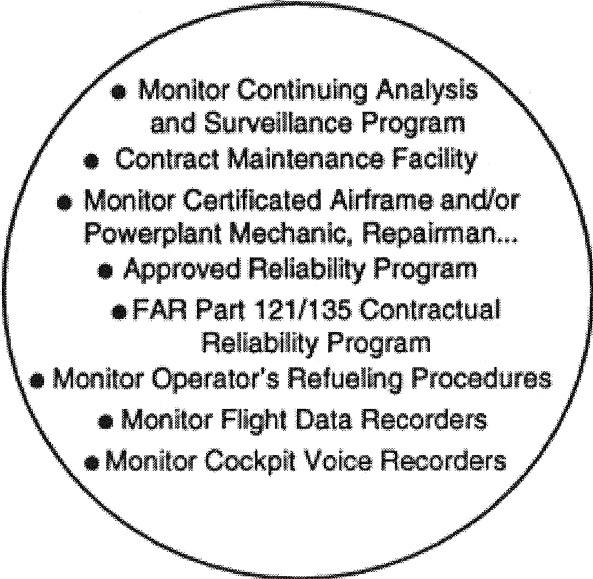 ● Monitor Continuing Analysis
and Surveillance Program
● Contract Maintenance Facility
● Monitor Certificated Airframe and/or
Powerplant Mechanic, Repairman...
● Approved Reliability Program
● FAR Part 121/135 Contractual
Reliability Program
● Monitor Operator's Refueling Procedures
● Monitor Flight Data Recorders
● Monitor Cockpit Voice Recorders